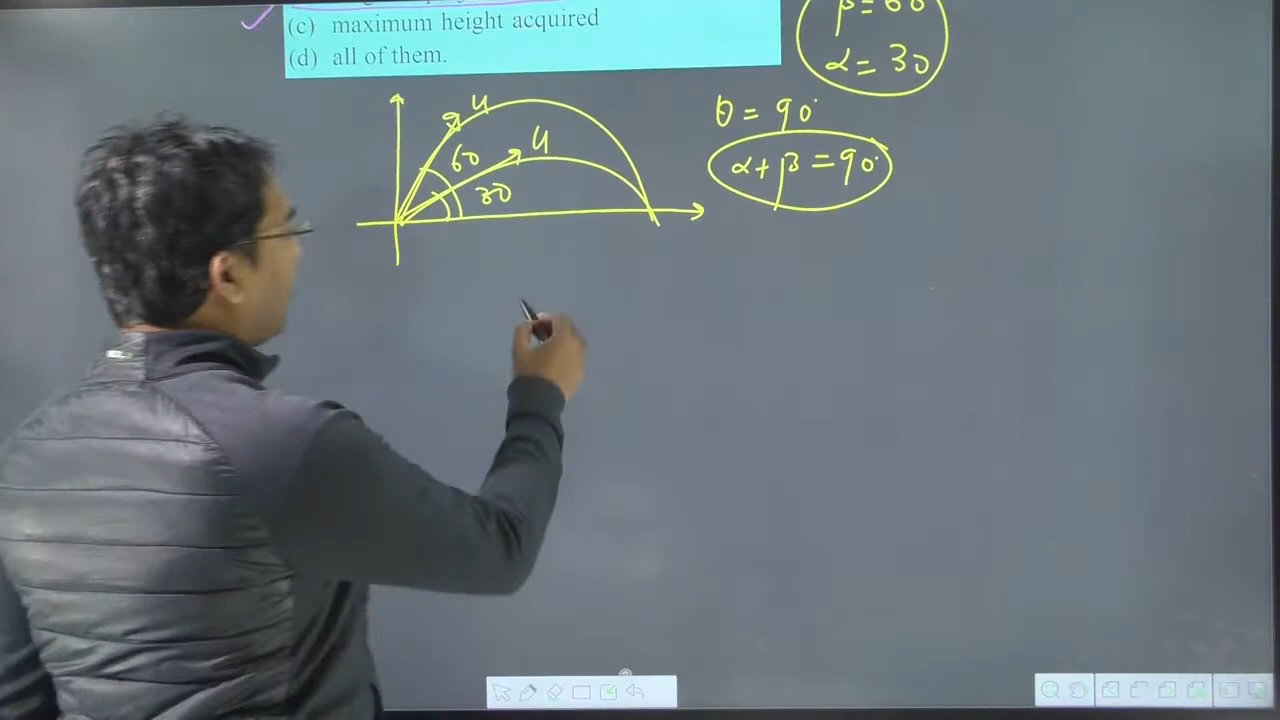 (c) maximum height acquired
(d) all of them.
β = 60
α = 30
θ = 90°
α + β = 90°
u
u
60
30